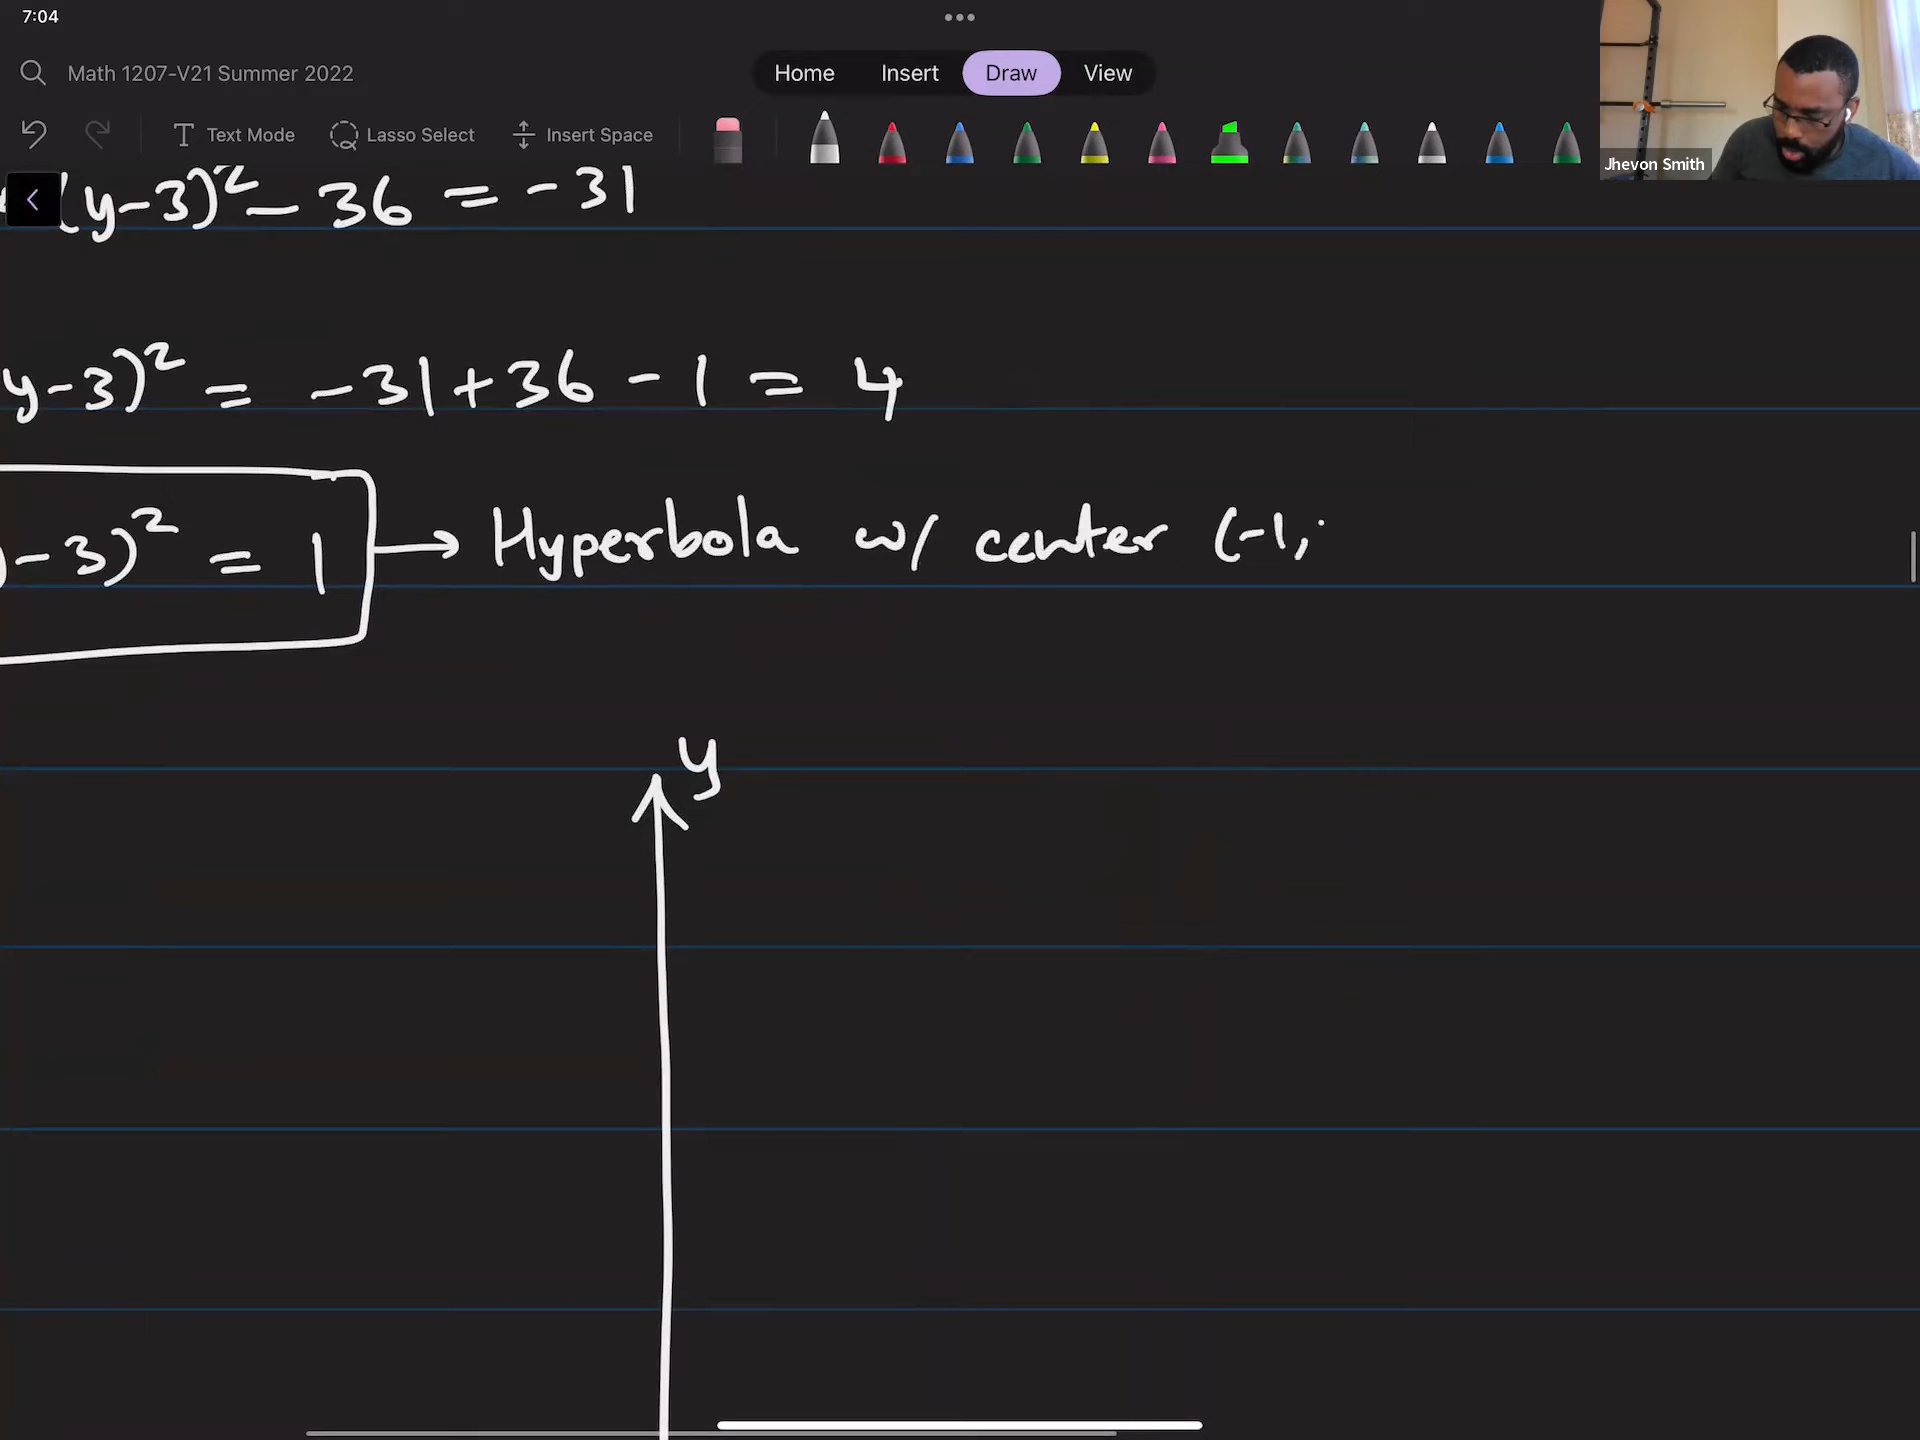 7:04
Math 1207-V21 Summer 2022
Home Insert Draw View
Text Mode Lasso Select Insert Space
Jhevon Smith
(y-3)² - 36 = -31
y-3)² = -31+36 - 1 = 4
-3)² = 1 → Hyperbola w/ center (-1,
y